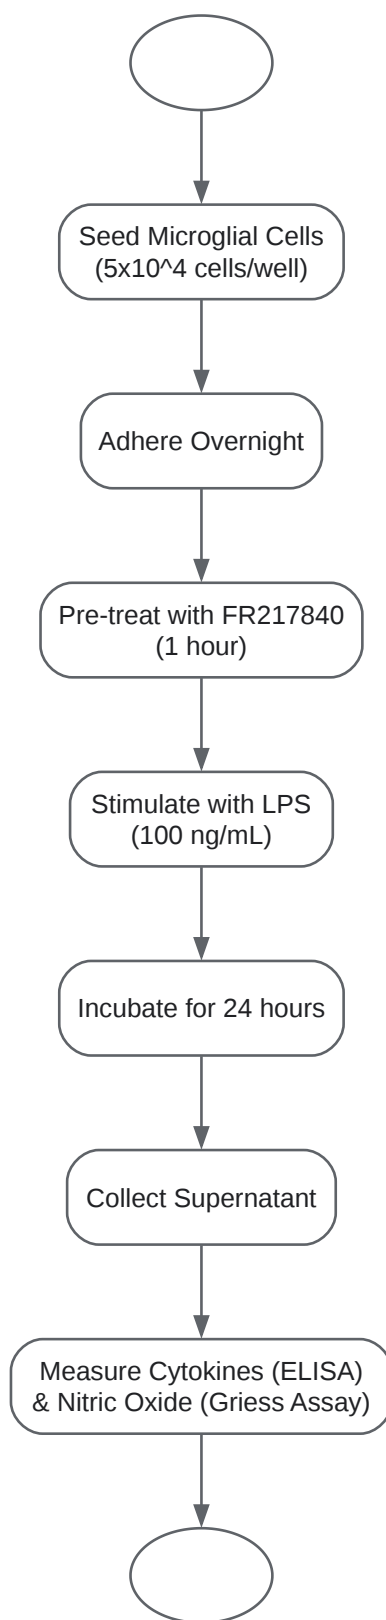 Seed Microglial Cells
(5x10^4 cells/well)
Adhere Overnight
Pre-treat with FR217840
(1 hour)
Stimulate with LPS
(100 ng/mL)
Incubate for 24 hours
Collect Supernatant
Measure Cytokines (ELISA)
& Nitric Oxide (Griess Assay)